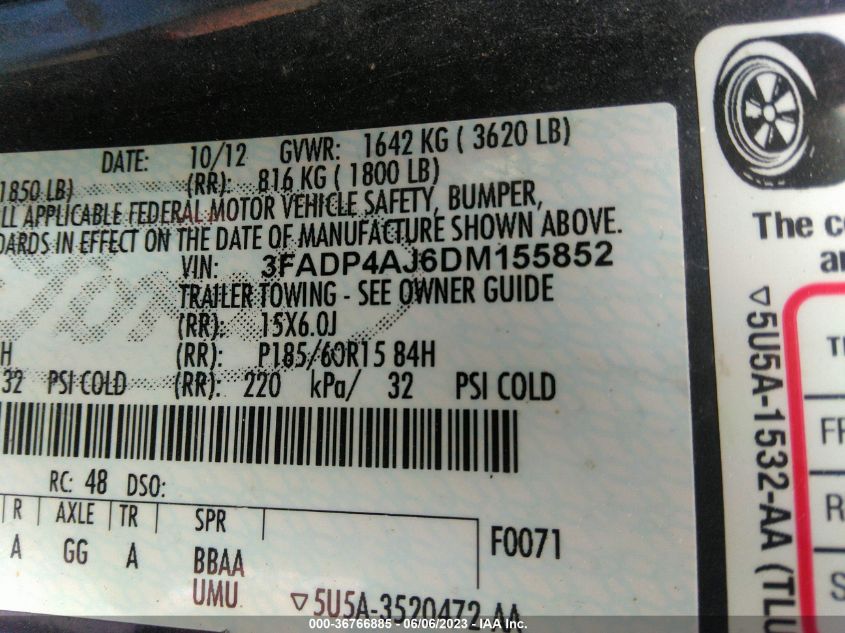 DATE: 10/12 GVWR: 1642 KG ( 3620 LB)
1850 LB) (RR): 816 KG ( 1800 LB)
LL APPLICABLE FEDERAL MOTOR VEHICLE SAFETY, BUMPER,
DARDS IN EFFECT ON THE DATE OF MANUFACTURE SHOWN ABOVE.
VIN: 3FADP4AJ6DM155852
TRAILER TOWING - SEE OWNER GUIDE
(RR): 15X6.0J
H (RR): P185/60R15 84H
32 PSI COLD (RR): 220 kPa/ 32 PSI COLD
RC: 48 DSO:
R AXLE TR SPR
A GG A BBAA
UMU
F0071
▽5U5A-3520472-AA
The co
an
▽5U5A-1532-AA (TLU
TI
FR
R
S
000-36766885 - 06/06/2023 - IAA Inc.